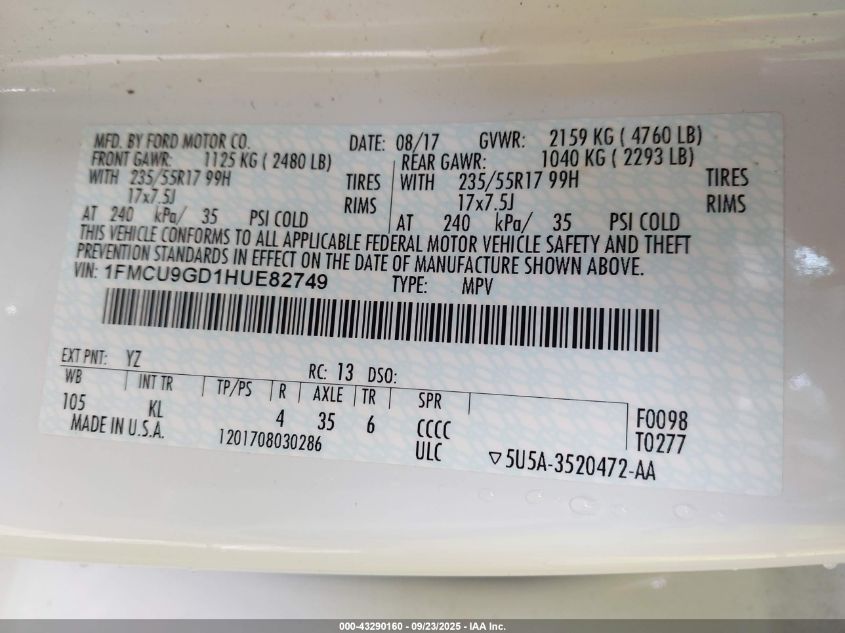 MFD. BY FORD MOTOR CO. DATE: 08/17 GVWR: 2159 KG ( 4760 LB)
FRONT GAWR: 1125 KG ( 2480 LB) REAR GAWR: 1040 KG ( 2293 LB)
WITH 235/55R17 99H TIRES WITH 235/55R17 99H TIRES
17x7.5J RIMS 17x7.5J RIMS
AT 240 kPa/ 35 PSI COLD AT 240 kPa/ 35 PSI COLD
THIS VEHICLE CONFORMS TO ALL APPLICABLE FEDERAL MOTOR VEHICLE SAFETY AND THEFT
PREVENTION STANDARDS IN EFFECT ON THE DATE OF MANUFACTURE SHOWN ABOVE.
VIN: 1FMCU9GD1HUE82749 TYPE: MPV
EXT PNT: YZ RC: 13 DSO:
WB INT TR TP/PS R AXLE TR SPR
105 KL 4 35 6 CCCC F0098
MADE IN U.S.A. 1201708030286 ULC ▽5U5A-3520472-AA T0277
000-43290160 - 09/23/2025 - IAA Inc.